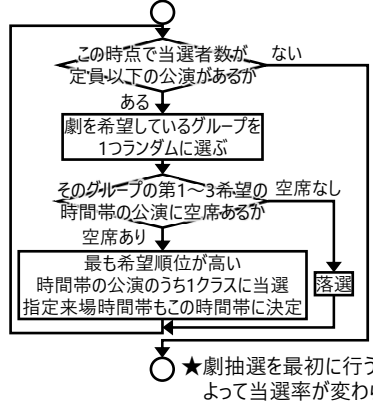 この時点で当選者数が
定員以下の公演があるか
ない
ある
劇を希望しているグループを
1つランダムに選ぶ
そのグループの第1~3希望の
時間帯の公演に空席あるか
空席なし
空席あり
最も希望順位が高い
時間帯の公演のうち1クラスに当選
指定来場時間帯もこの時間帯に決定
落選
★劇抽選を最初に行う
よって当選率が変わ